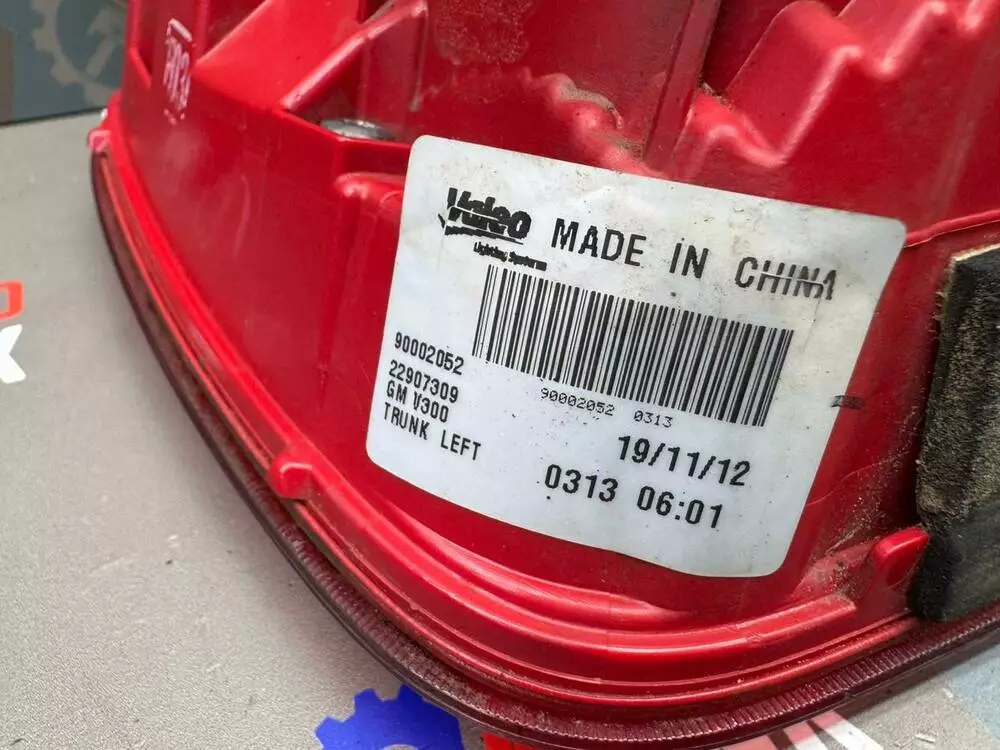 Valeo
Lighting Systems
MADE IN CHINA
90002052
22907309
GM V300
TRUNK LEFT
90002052 0313
19/11/12
0313 06:01